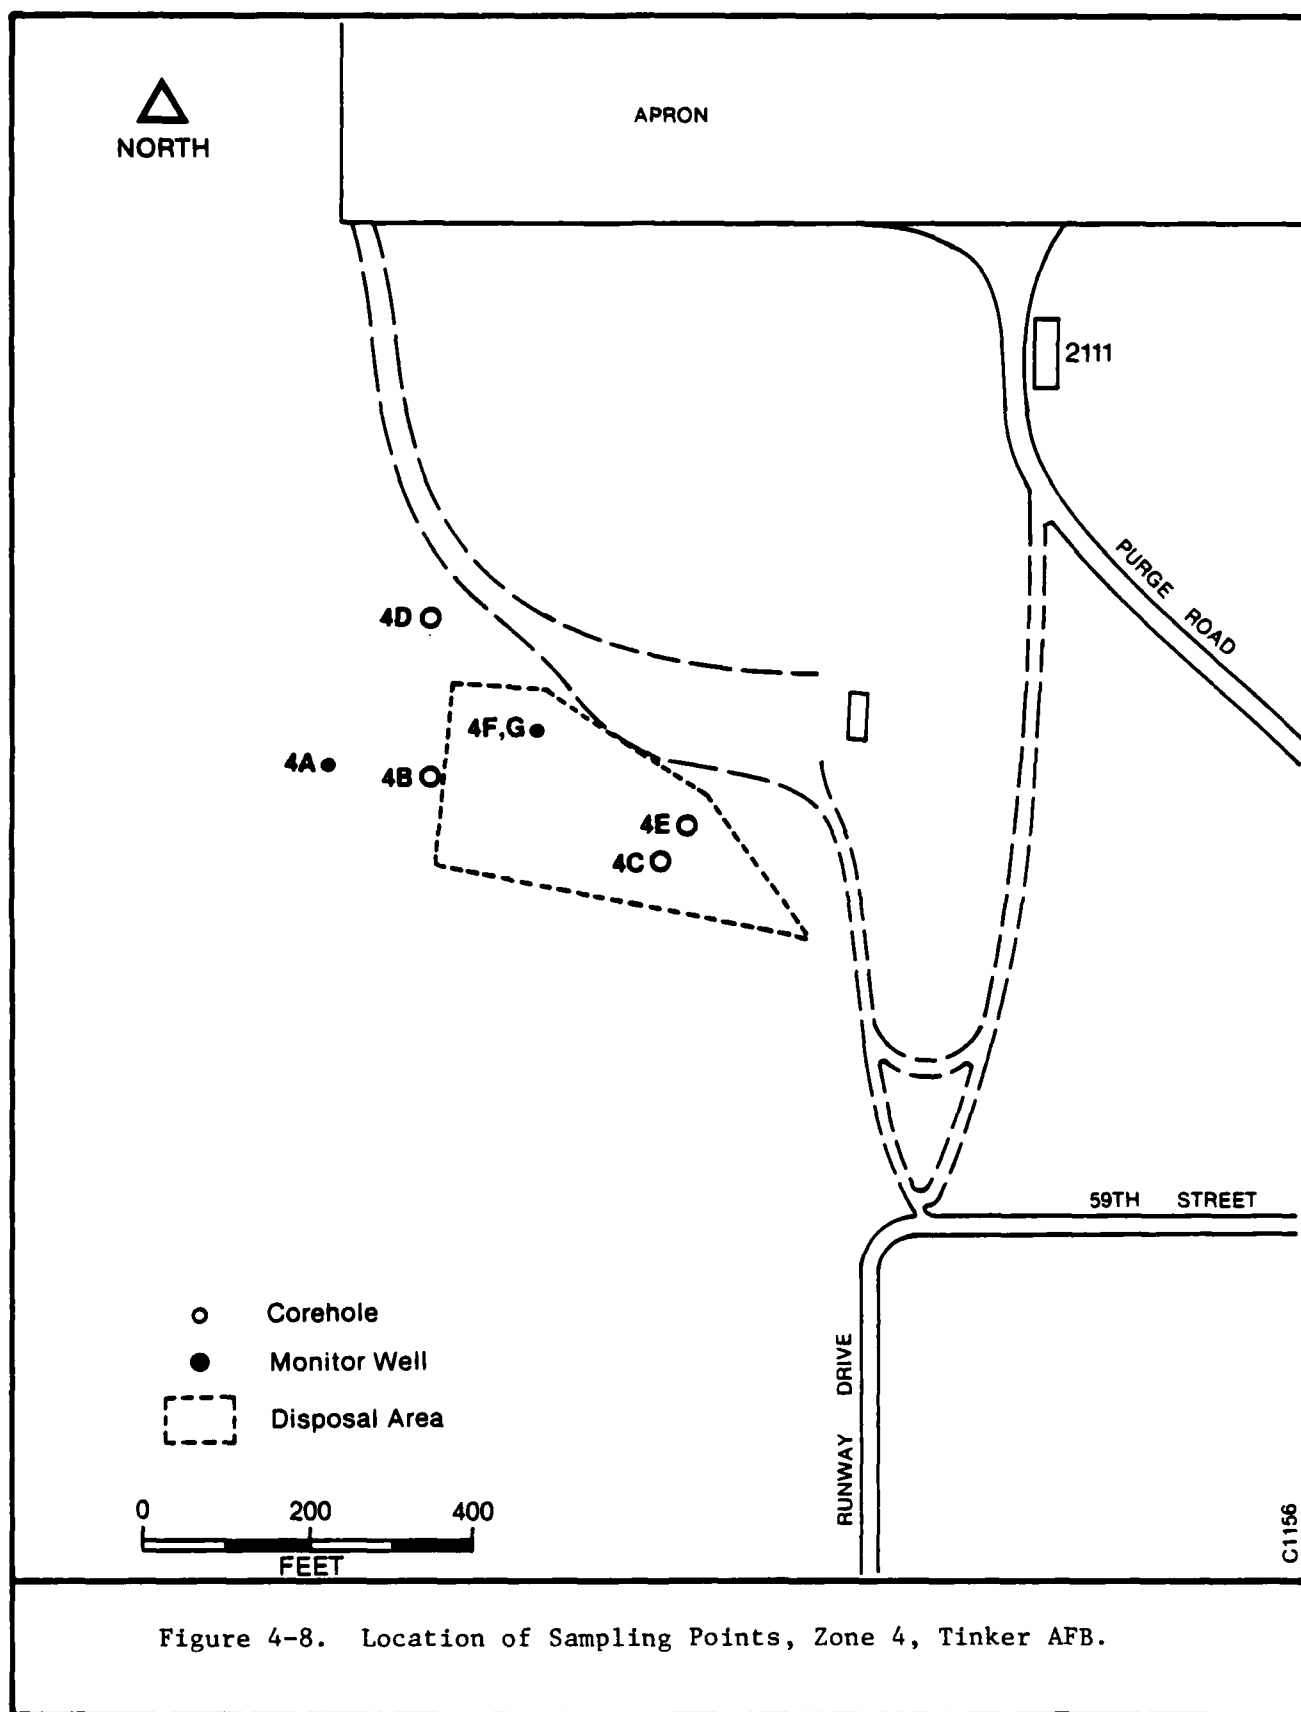 APRON
NORTH
2111
PURGE ROAD
4D
4F,G
4A
4B
4E
4C
59TH STREET
Corehole
Monitor Well
Disposal Area
RUNWAY DRIVE
0 200 400
FEET
C1156
Figure 4-8. Location of Sampling Points, Zone 4, Tinker AFB.